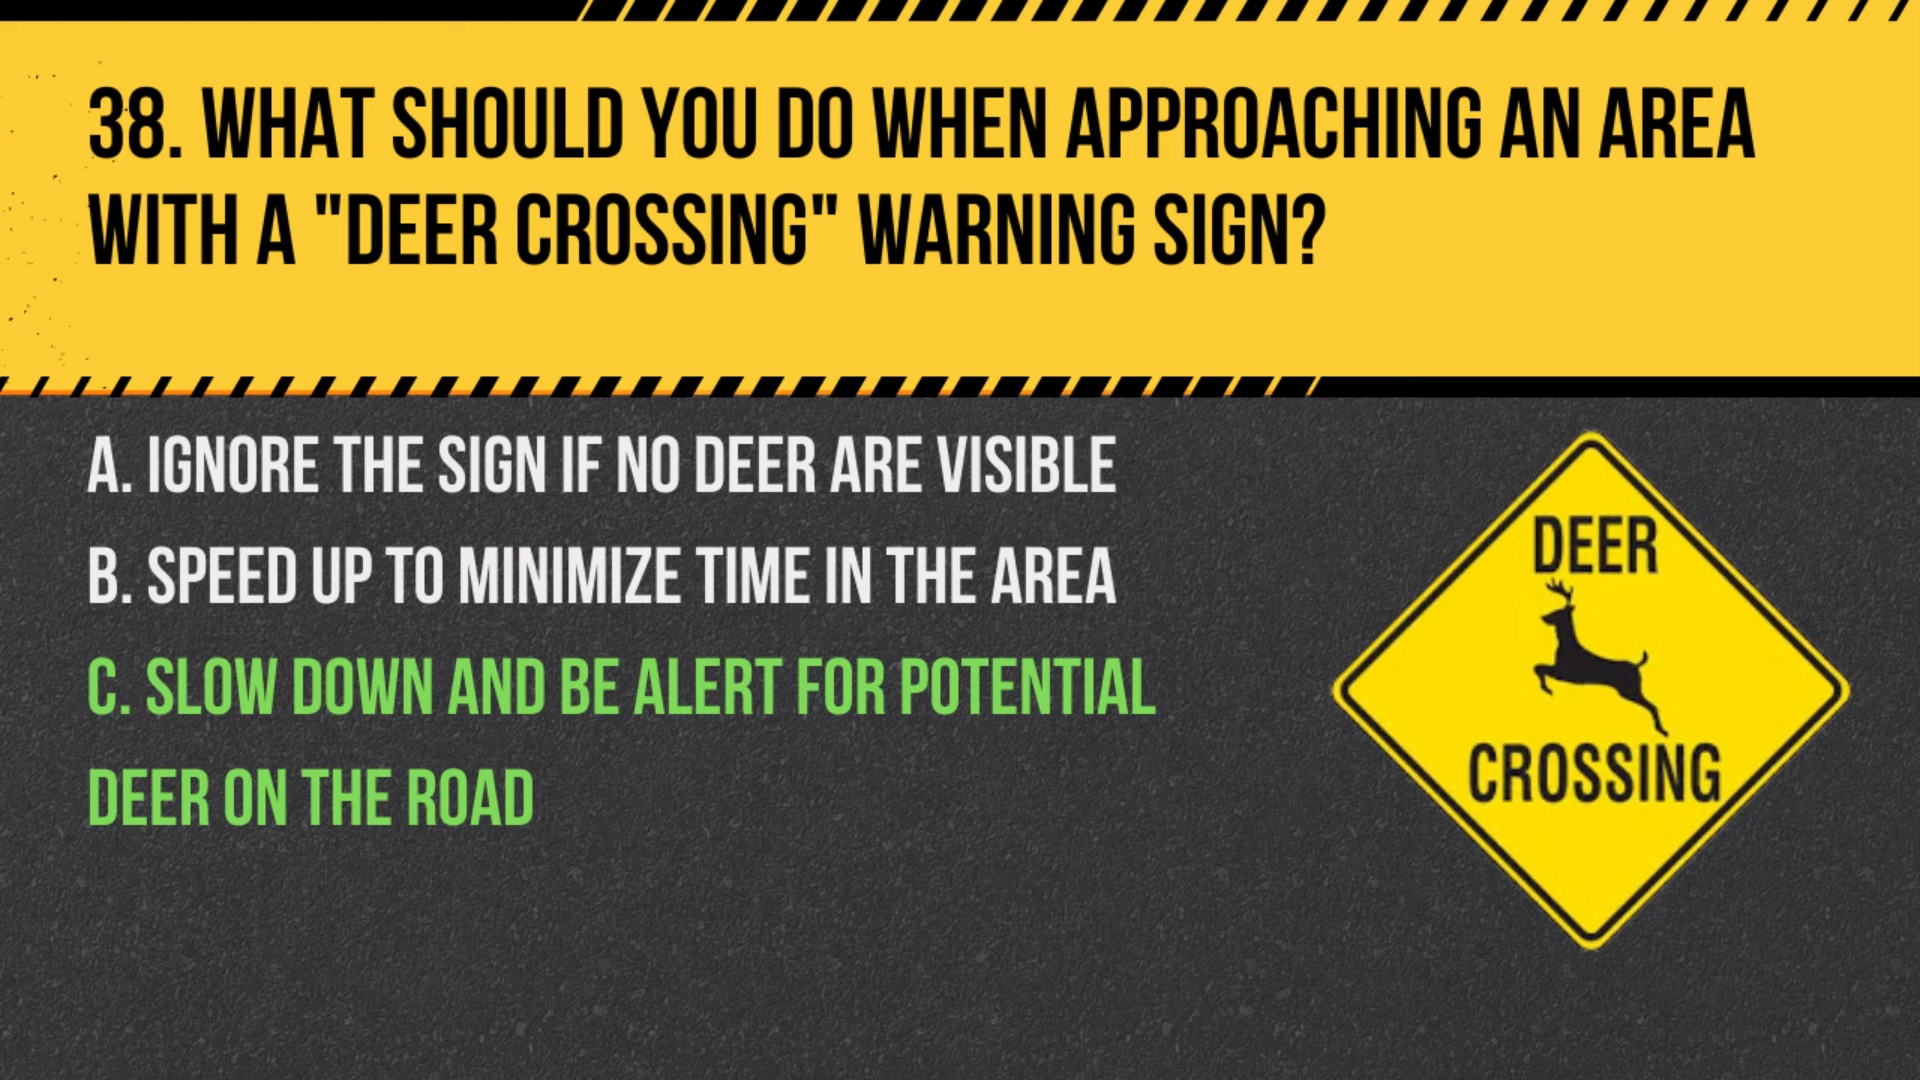 38. WHAT SHOULD YOU DO WHEN APPROACHING AN AREA
WITH A "DEER CROSSING" WARNING SIGN?
A. IGNORE THE SIGN IF NO DEER ARE VISIBLE
B. SPEED UP TO MINIMIZE TIME IN THE AREA
C. SLOW DOWN AND BE ALERT FOR POTENTIAL
DEER ON THE ROAD
DEER
CROSSING